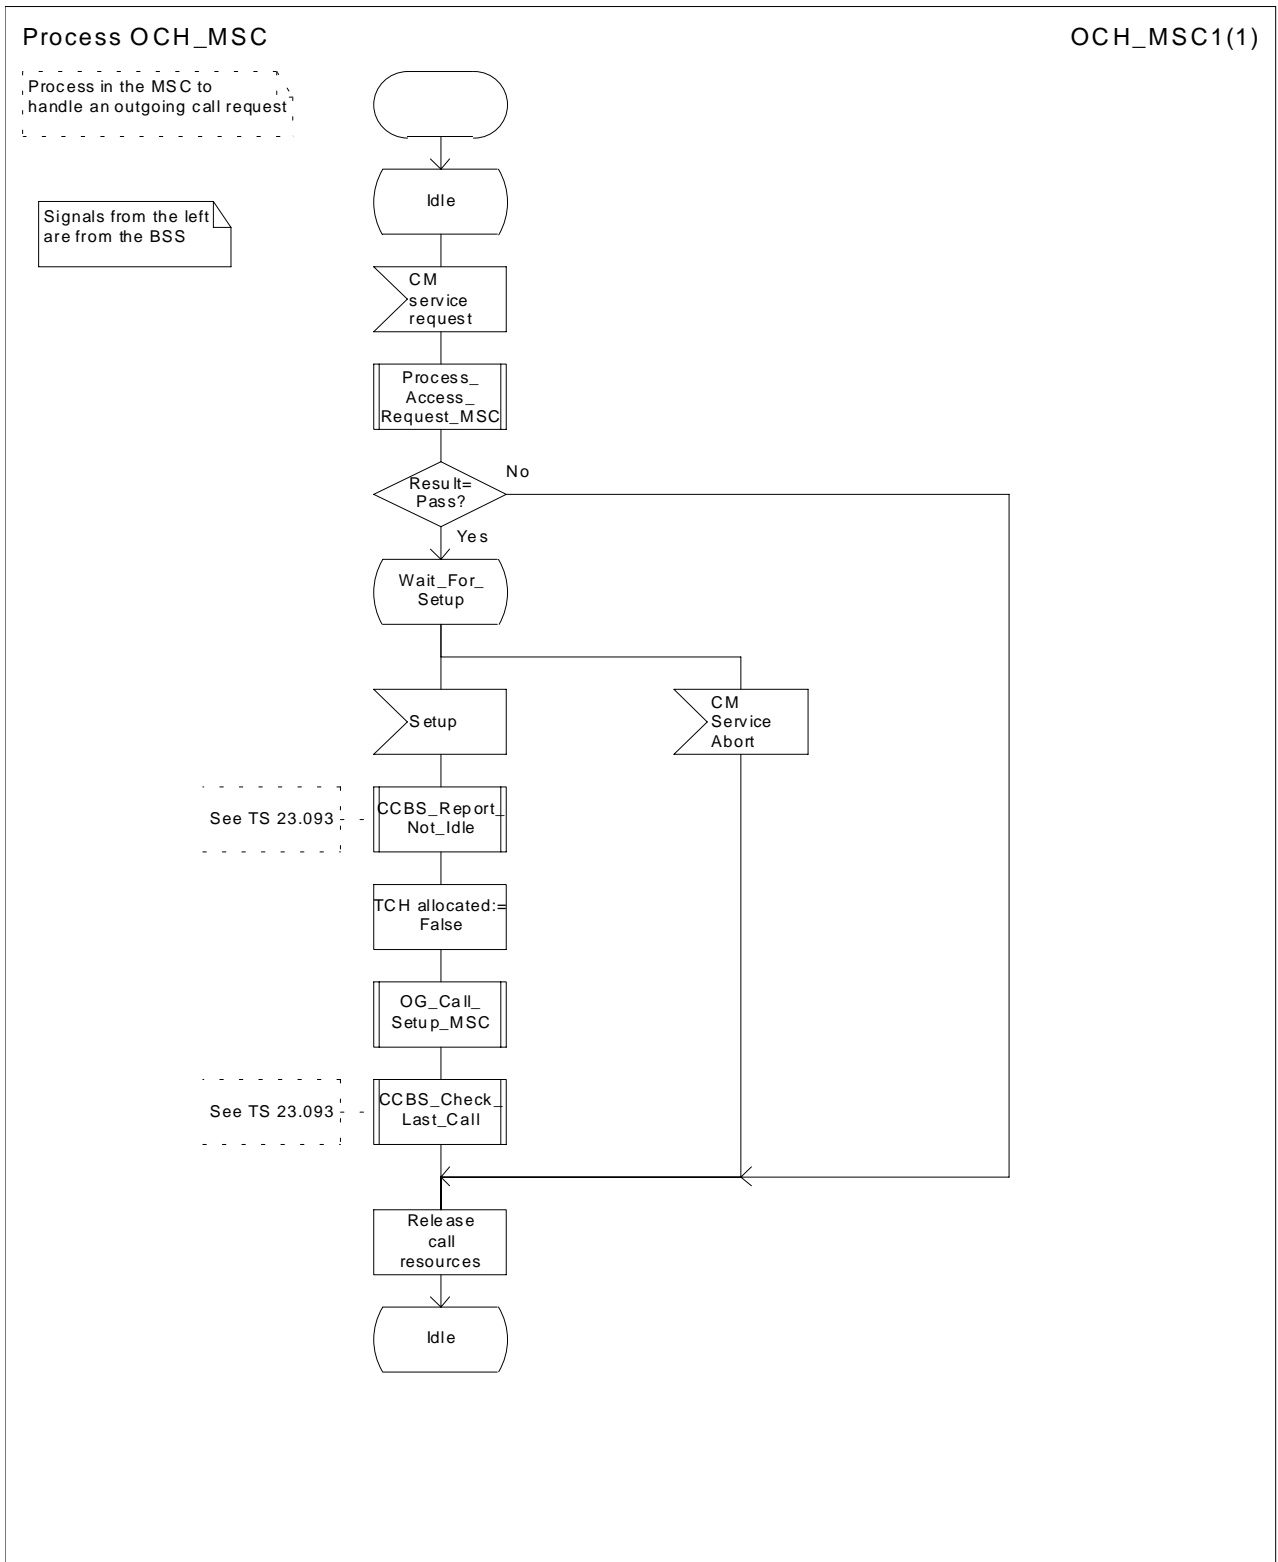 Process OCH_MSC
OCH_MSC1(1)
Process in the MSC to
handle an outgoing call request
Signals from the left
are from the BSS
Idle
CM
service
request
Process_
Access_
Request_MSC
Result=
Pass?
No
Yes
Wait_For_
Setup
Setup
CM
Service
Abort
See TS 23.093
CCBS_Report_
Not_Idle
TCH allocated:=
False
OG_Call_
Setup_MSC
See TS 23.093
CCBS_Check_
Last_Call
Release
call
resources
Idle